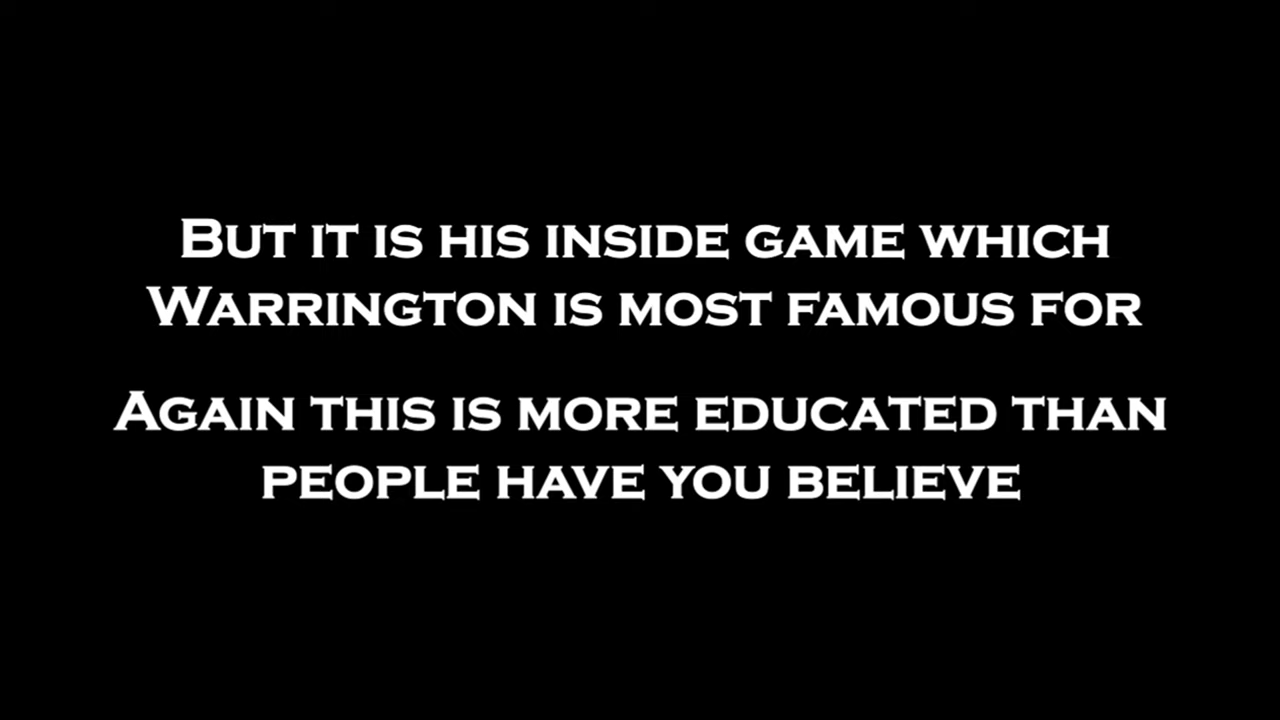 But it is his inside game which
Warrington is most famous for
Again this is more educated than
people have you believe